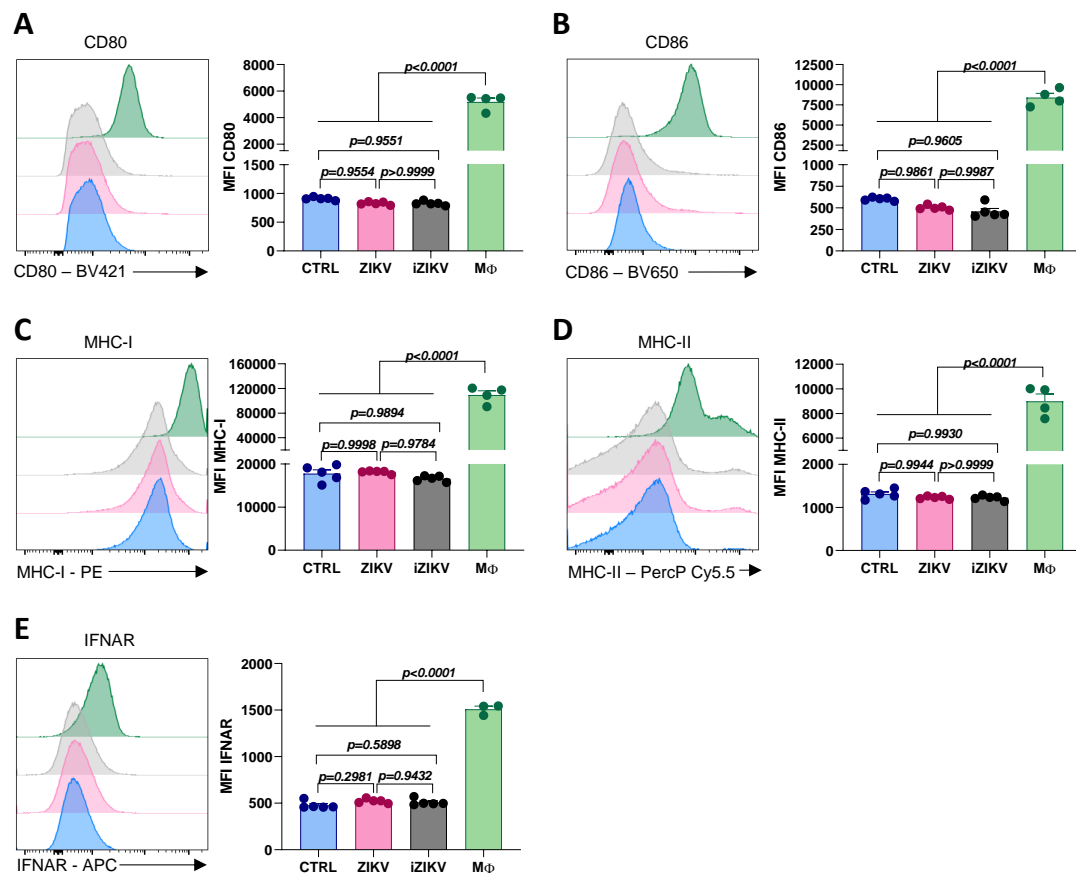 A
CD80
CD80 – BV421
MFI CD80
8000
6000
4000
2000
1500
1000
500
0
p<0.0001
p=0.9551
p=0.9554
p>0.9999
CTRL
ZIKV
iZIKV
MΦ
B
CD86
CD86 – BV650
MFI CD86
12500
10000
7500
5000
2500
1000
750
500
250
0
p<0.0001
p=0.9605
p=0.9861
p=0.9987
CTRL
ZIKV
iZIKV
MΦ
C
MHC-I
MHC-I - PE
MFI MHC-I
160000
120000
80000
40000
20000
10000
0
p<0.0001
p=0.9894
p=0.9998
p=0.9784
CTRL
ZIKV
iZIKV
MΦ
D
MHC-II
MHC-II – PercP Cy5.5
MFI MHC-II
12000
10000
8000
6000
4000
2000
1000
0
p<0.0001
p=0.9930
p=0.9944
p>0.9999
CTRL
ZIKV
iZIKV
MΦ
E
IFNAR
IFNAR - APC
MFI IFNAR
2000
1500
1000
500
0
p<0.0001
p=0.5898
p=0.2981
p=0.9432
CTRL
ZIKV
iZIKV
MΦ